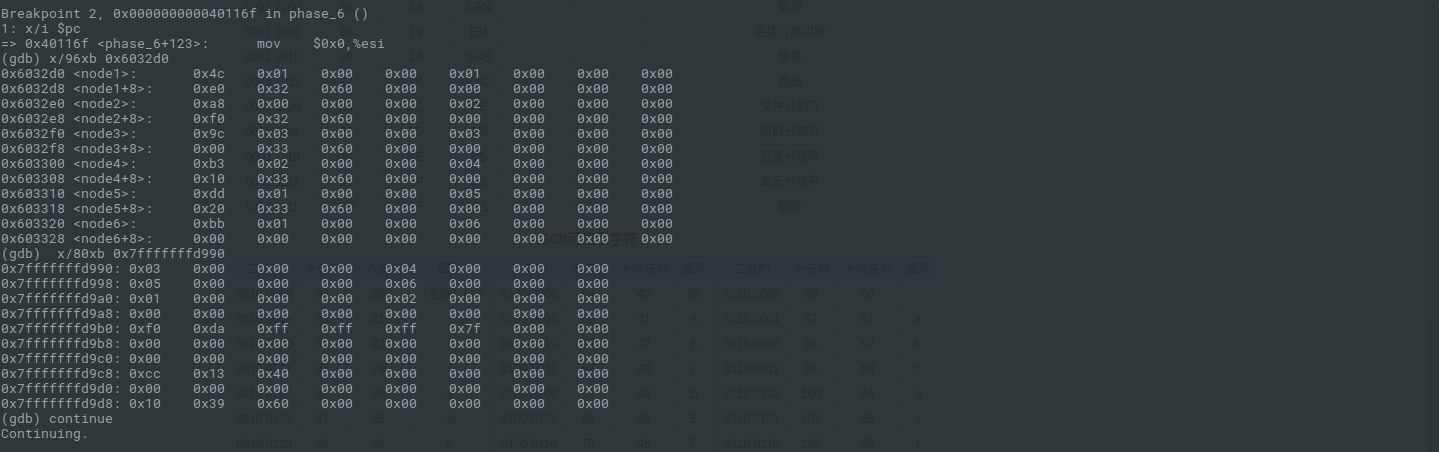 Breakpoint 2, 0x000000000040116f in phase_6 ()
1: x/i $pc
=> 0x40116f <phase_6+123>:      mov    $0x0,%esi
(gdb) x/96xb 0x6032d0
0x6032d0 <node1>:       0x4c    0x01    0x00    0x00    0x01    0x00    0x00    0x00
0x6032d8 <node1+8>:     0xe0    0x32    0x60    0x00    0x00    0x00    0x00    0x00
0x6032e0 <node2>:       0xa8    0x00    0x00    0x00    0x02    0x00    0x00    0x00
0x6032e8 <node2+8>:     0xf0    0x32    0x60    0x00    0x00    0x00    0x00    0x00
0x6032f0 <node3>:       0x9c    0x03    0x00    0x00    0x03    0x00    0x00    0x00
0x6032f8 <node3+8>:     0x00    0x33    0x60    0x00    0x00    0x00    0x00    0x00
0x603300 <node4>:       0xb3    0x02    0x00    0x00    0x04    0x00    0x00    0x00
0x603308 <node4+8>:     0x10    0x33    0x60    0x00    0x00    0x00    0x00    0x00
0x603310 <node5>:       0xdd    0x01    0x00    0x00    0x05    0x00    0x00    0x00
0x603318 <node5+8>:     0x20    0x33    0x60    0x00    0x00    0x00    0x00    0x00
0x603320 <node6>:       0xbb    0x01    0x00    0x00    0x06    0x00    0x00    0x00
0x603328 <node6+8>:     0x00    0x00    0x00    0x00    0x00    0x00    0x00    0x00
(gdb)  x/80xb 0x7fffffffd990
0x7fffffffd990: 0x03    0x00    0x00    0x00    0x04    0x00    0x00    0x00
0x7fffffffd998: 0x05    0x00    0x00    0x00    0x06    0x00    0x00    0x00
0x7fffffffd9a0: 0x01    0x00    0x00    0x00    0x02    0x00    0x00    0x00
0x7fffffffd9a8: 0x00    0x00    0x00    0x00    0x00    0x00    0x00    0x00
0x7fffffffd9b0: 0xf0    0xda    0xff    0xff    0xff    0x7f    0x00    0x00
0x7fffffffd9b8: 0x00    0x00    0x00    0x00    0x00    0x00    0x00    0x00
0x7fffffffd9c0: 0x00    0x00    0x00    0x00    0x00    0x00    0x00    0x00
0x7fffffffd9c8: 0xcc    0x13    0x40    0x00    0x00    0x00    0x00    0x00
0x7fffffffd9d0: 0x00    0x00    0x00    0x00    0x00    0x00    0x00    0x00
0x7fffffffd9d8: 0x10    0x39    0x60    0x00    0x00    0x00    0x00    0x00
(gdb) continue
Continuing.